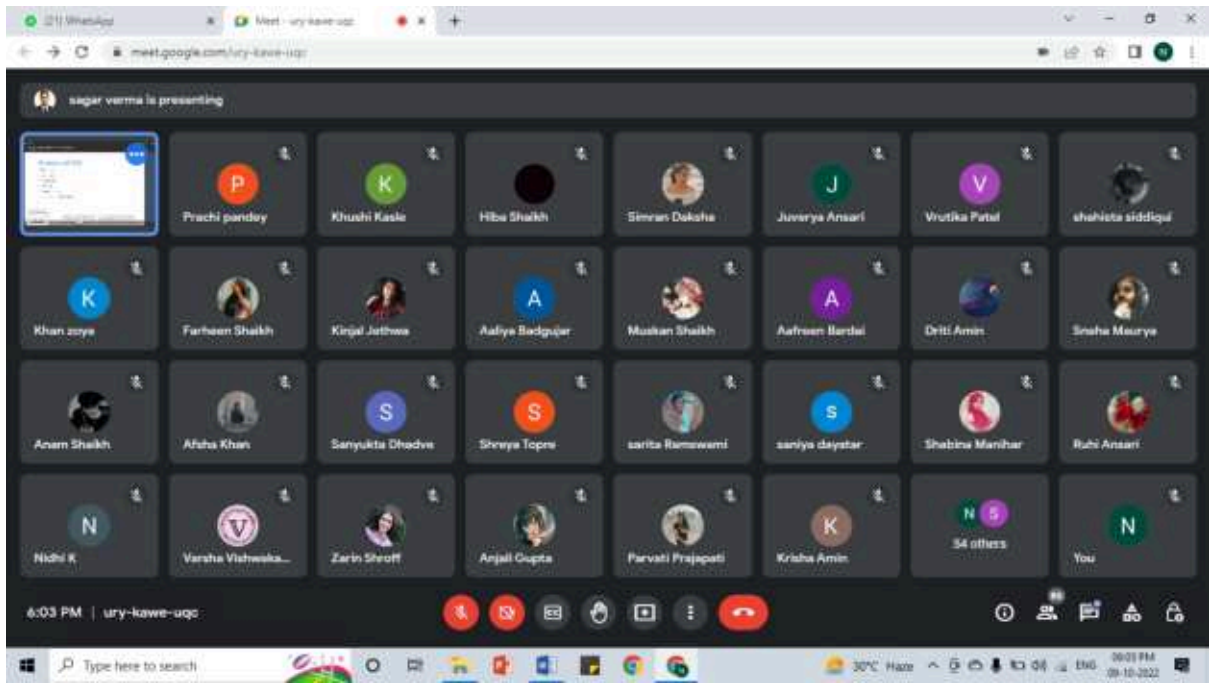 (21) WhatsApp
Meet - ury-kawe-uqc
meet.google.com/ury-kawe-uqc
N
sagar verma is presenting
P
K
J
V
Prachi pandey
Khushi Kasle
Hiba Shaikh
Simran Daksha
Juverya Ansari
Vrutika Patel
shahista siddiqui
K
A
A
Khan zoya
Farheen Shaikh
Kinjal Jethwa
Aaliya Badgujar
Muskan Shaikh
Aafreen Bardai
Driti Amin
Sneha Maurya
S
S
s
Anam Shaikh
Afsha Khan
Sanyukta Dhadve
Shreya Topre
sarita Ramswami
saniya daystar
Shabina Manihar
Ruhi Ansari
N
V
K
N S
N
Nidhi K
Varsha Vishwaka...
Zarin Shroff
Anjali Gupta
Parvati Prajapati
Krisha Amin
54 others
You
6:03 PM | ury-kawe-uqc
Type here to search
30°C Haze
ENG
06:03 PM
09-10-2022